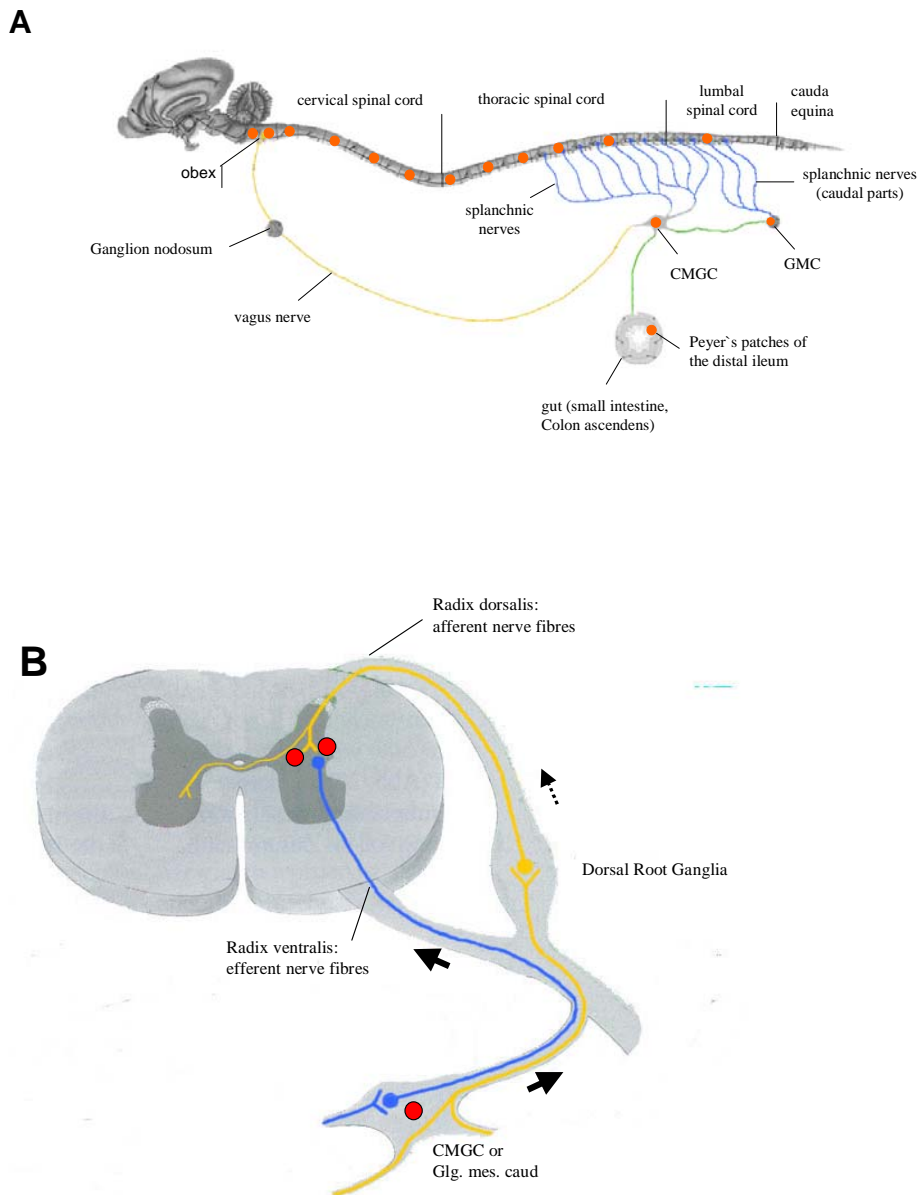 A
cervical spinal cord
thoracic spinal cord
lumbal
spinal cord
cauda
equina
obex
splanchnic
nerves
splanchnic nerves
(caudal parts)
Ganglion nodosum
CMGC
GMC
vagus nerve
Peyer`s patches of
the distal ileum
gut (small intestine,
Colon ascendens)
Radix dorsalis:
afferent nerve fibres
B
Dorsal Root Ganglia
Radix ventralis:
efferent nerve fibres
CMGC or
Glg. mes. caud